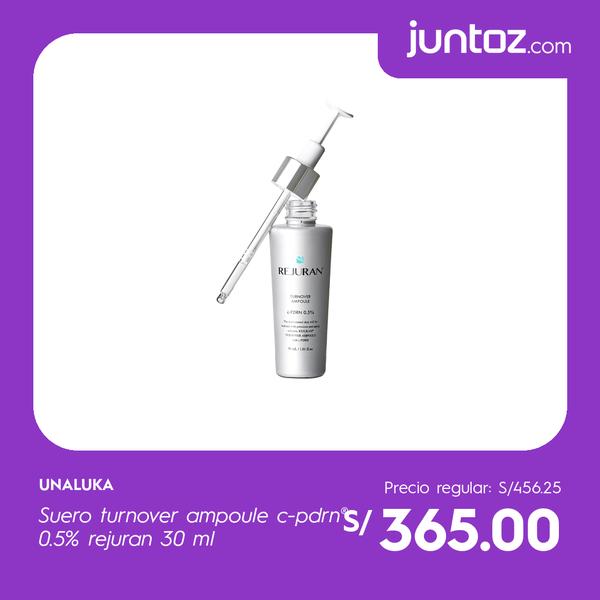 juntoz.com
REJURAN
TURNOVER
AMPOULE
c-PDRN 0.5%
UNALUKA
Suero turnover ampoule c-pdrn®
0.5% rejuran 30 ml
Precio regular: S/456.25
S/ 365.00